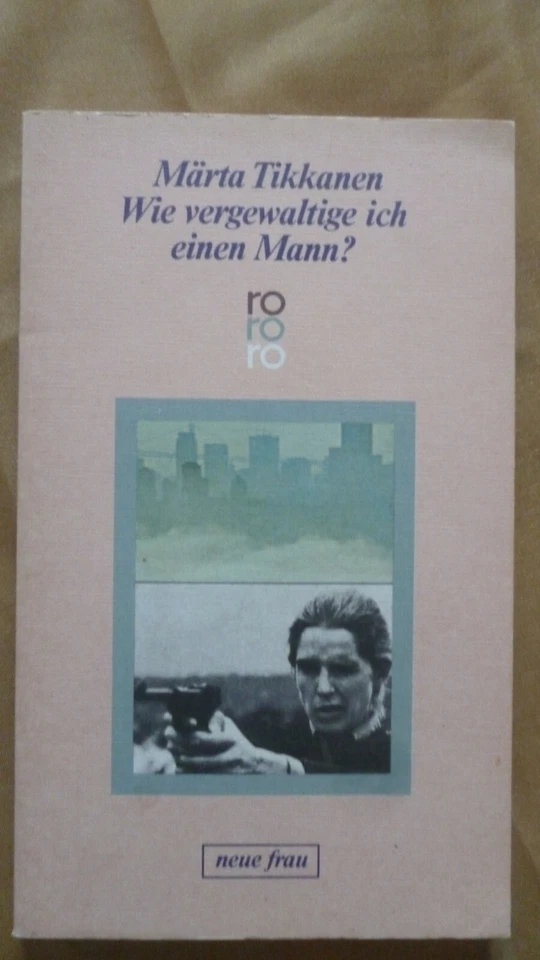 Märta Tikkanen
Wie vergewaltige ich
einen Mann?
ro
ro
ro
neue frau